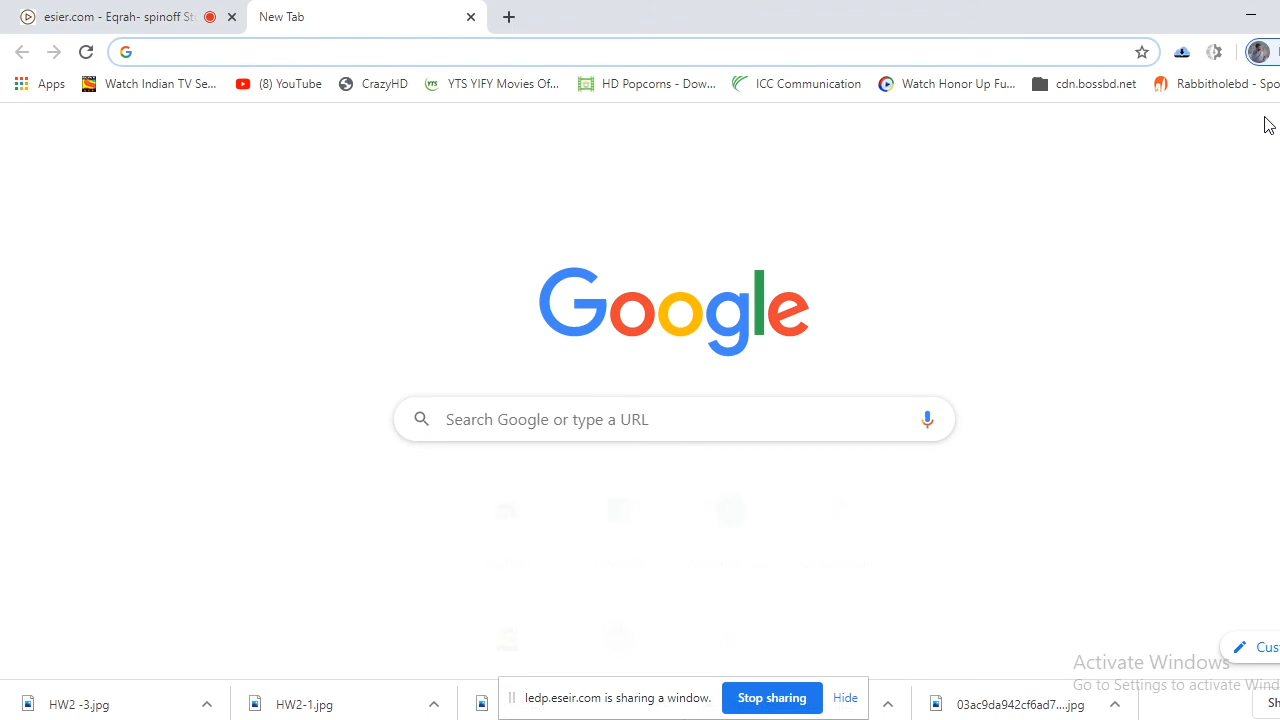 esier.com - Eqrah- spinoff St
New Tab
Apps
Watch Indian TV Se...
(8) YouTube
CrazyHD
YTS YIFY Movies Of...
HD Popcorns - Dow...
ICC Communication
Watch Honor Up Fu...
cdn.bossbd.net
Rabbitholebd - Spo
Google
Search Google or type a URL
Cus
Activate Windows
Go to Settings to activate Wind
HW2 -3.jpg
HW2-1.jpg
ledp.eseir.com is sharing a window.
Stop sharing
Hide
03ac9da942cf6ad7....jpg
Sh